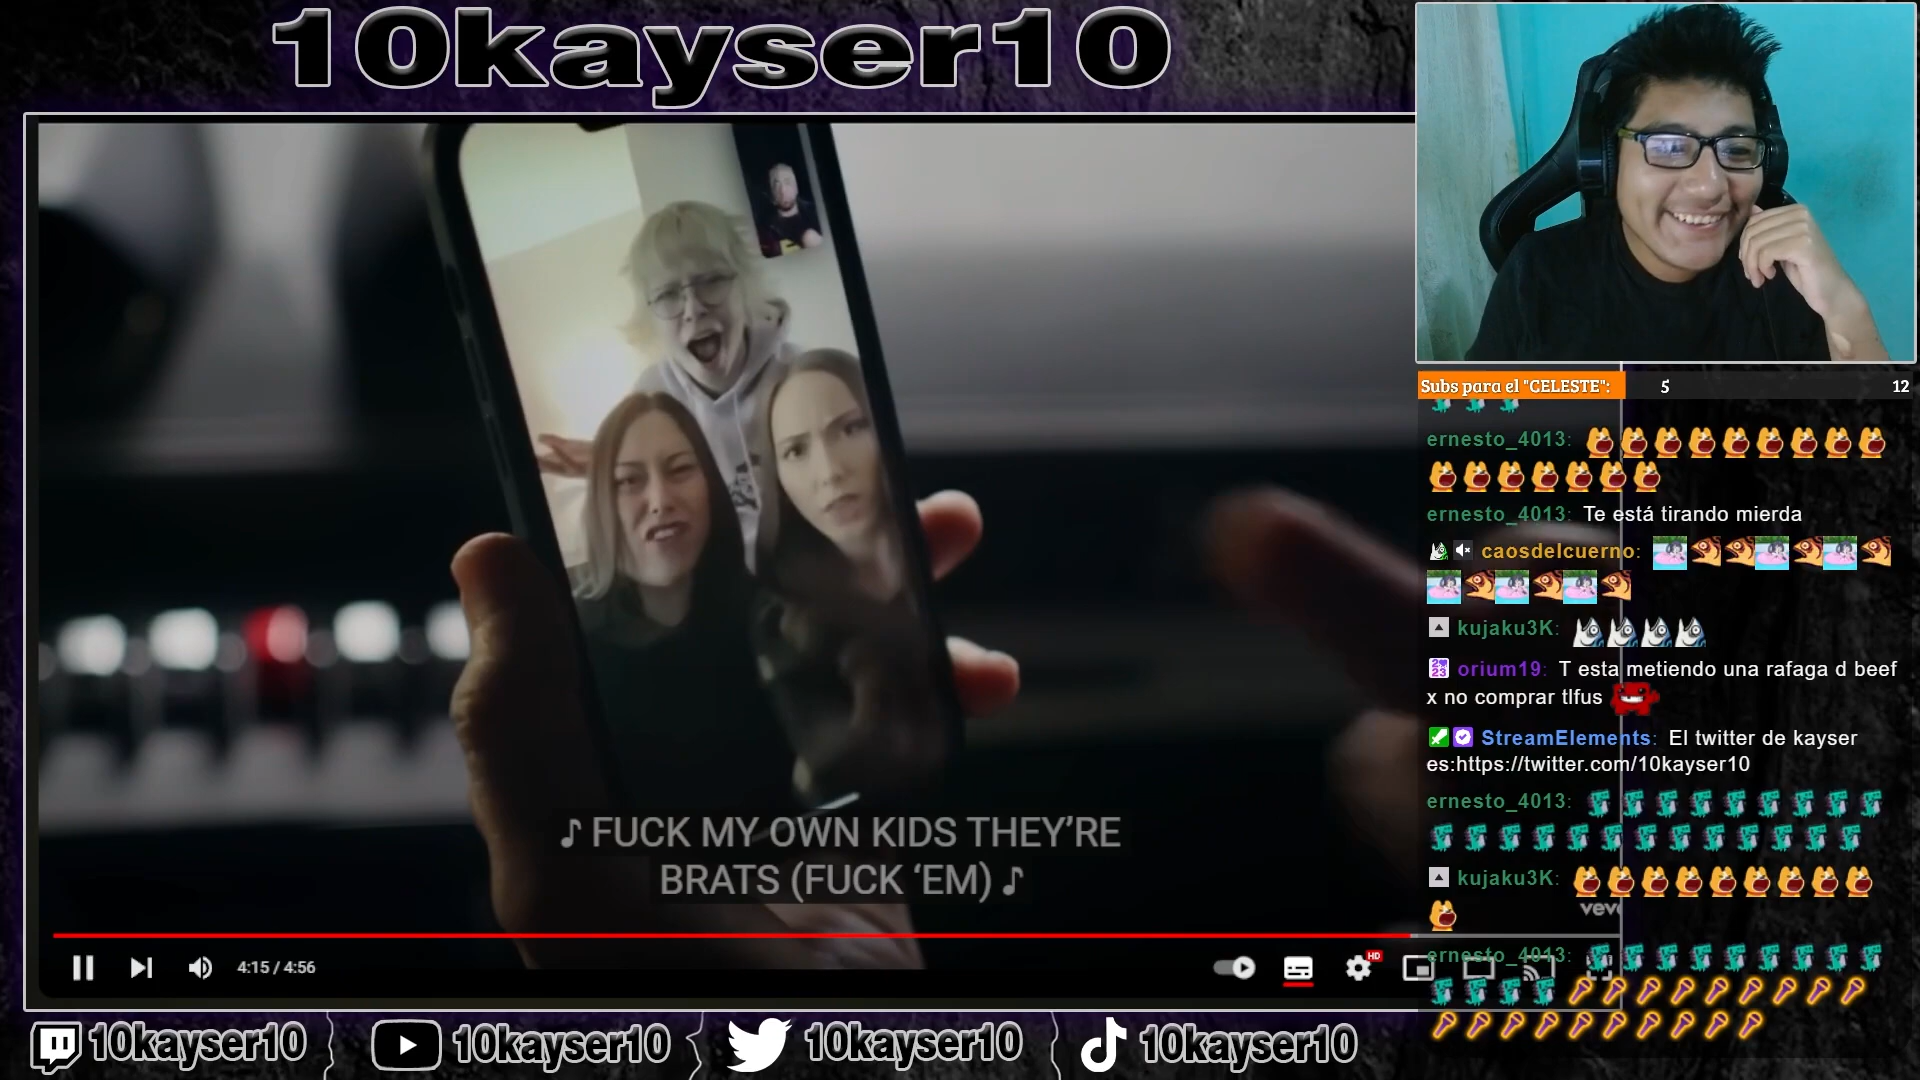 10kayser10
♪ FUCK MY OWN KIDS THEY’RE
BRATS (FUCK ‘EM) ♪
4:15 / 4:56
HD
vevo
Subs para el "CELESTE": 5 12
ernesto_4013:
ernesto_4013: Te está tirando mierda
caosdelcuerno:
kujaku3K:
orium19: T esta metiendo una rafaga d beef
x no comprar tlfus
StreamElements: El twitter de kayser
es:https://twitter.com/10kayser10
ernesto_4013:
kujaku3K:
ernesto_4013:
10kayser10 10kayser10 10kayser10 10kayser10